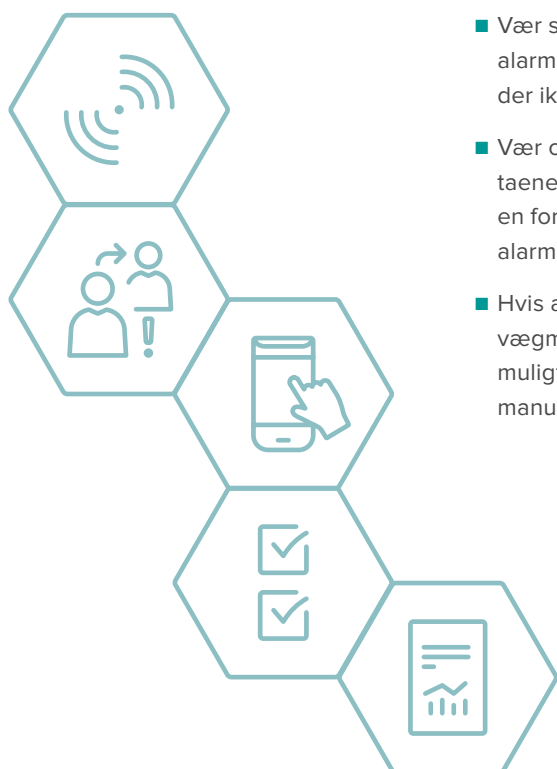 ■ Vær s
alarm
der ik
■ Vær o
taene
en for
alarm
■ Hvis a
vægm
muligt
manu